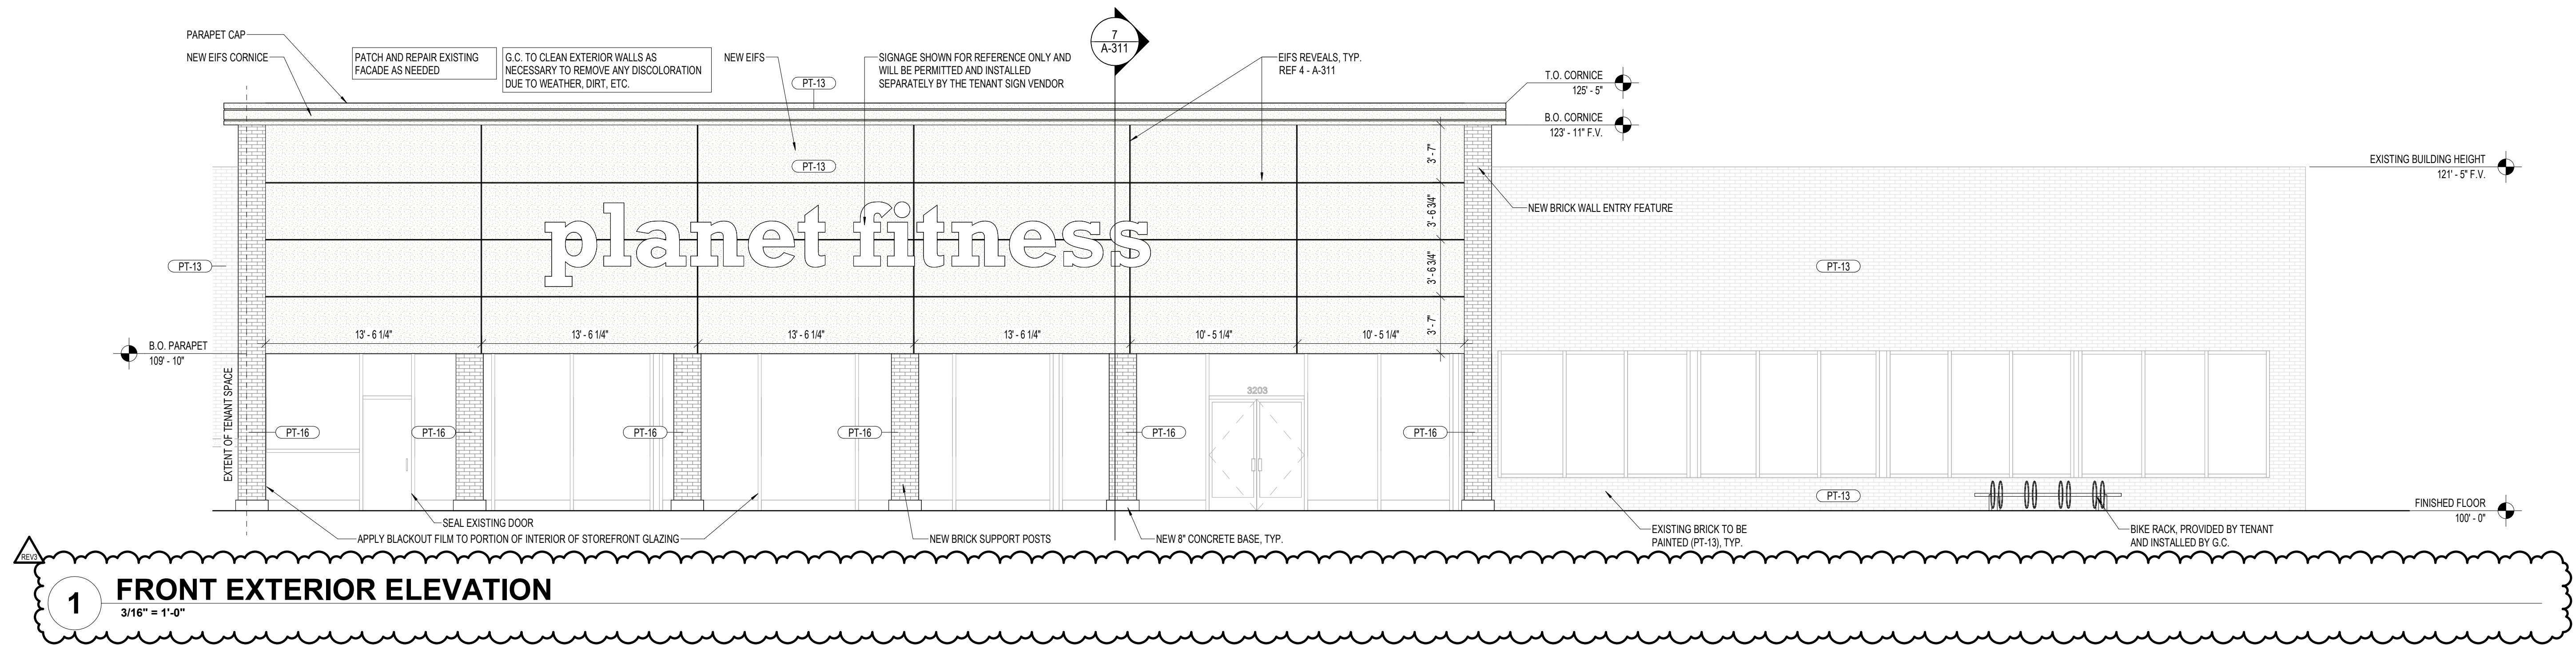 7
A-311
PARAPET CAP
NEW EIFS CORNICE
PATCH AND REPAIR EXISTING
FACADE AS NEEDED
G.C. TO CLEAN EXTERIOR WALLS AS
NECESSARY TO REMOVE ANY DISCOLORATION
DUE TO WEATHER, DIRT, ETC.
NEW EIFS
PT-13
SIGNAGE SHOWN FOR REFERENCE ONLY AND
WILL BE PERMITTED AND INSTALLED
SEPARATELY BY THE TENANT SIGN VENDOR
EIFS REVEALS, TYP.
REF 4 - A-311
T.O. CORNICE
125' - 5"
B.O. CORNICE
123' - 11" F.V.
EXISTING BUILDING HEIGHT
121' - 5" F.V.
PT-13
3' - 7"
3' - 6 3/4"
3' - 6 3/4"
3' - 7"
NEW BRICK WALL ENTRY FEATURE
planet fitness
PT-13
PT-13
13' - 6 1/4"
13' - 6 1/4"
13' - 6 1/4"
13' - 6 1/4"
10' - 5 1/4"
10' - 5 1/4"
B.O. PARAPET
109' - 10"
EXTENT OF TENANT SPACE
3203
PT-16
PT-16
PT-16
PT-16
PT-16
PT-16
PT-13
FINISHED FLOOR
100' - 0"
SEAL EXISTING DOOR
APPLY BLACKOUT FILM TO PORTION OF INTERIOR OF STOREFRONT GLAZING
NEW BRICK SUPPORT POSTS
NEW 8" CONCRETE BASE, TYP.
EXISTING BRICK TO BE
PAINTED (PT-13), TYP.
BIKE RACK, PROVIDED BY TENANT
AND INSTALLED BY G.C.
REV3
1
FRONT EXTERIOR ELEVATION
3/16" = 1'-0"